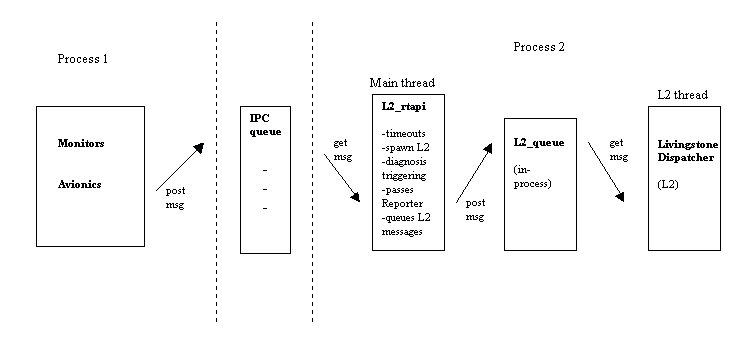 Process 1
Process 2
Monitors
Avionics
post
msg
IPC
queue
-
-
-
get
msg
Main thread
L2_rtapi
-timeouts
-spawn L2
-diagnosis
triggering
-passes
Reporter
-queues L2
messages
post
msg
L2_queue
(in-
process)
get
msg
L2 thread
Livingstone
Dispatcher
(L2)